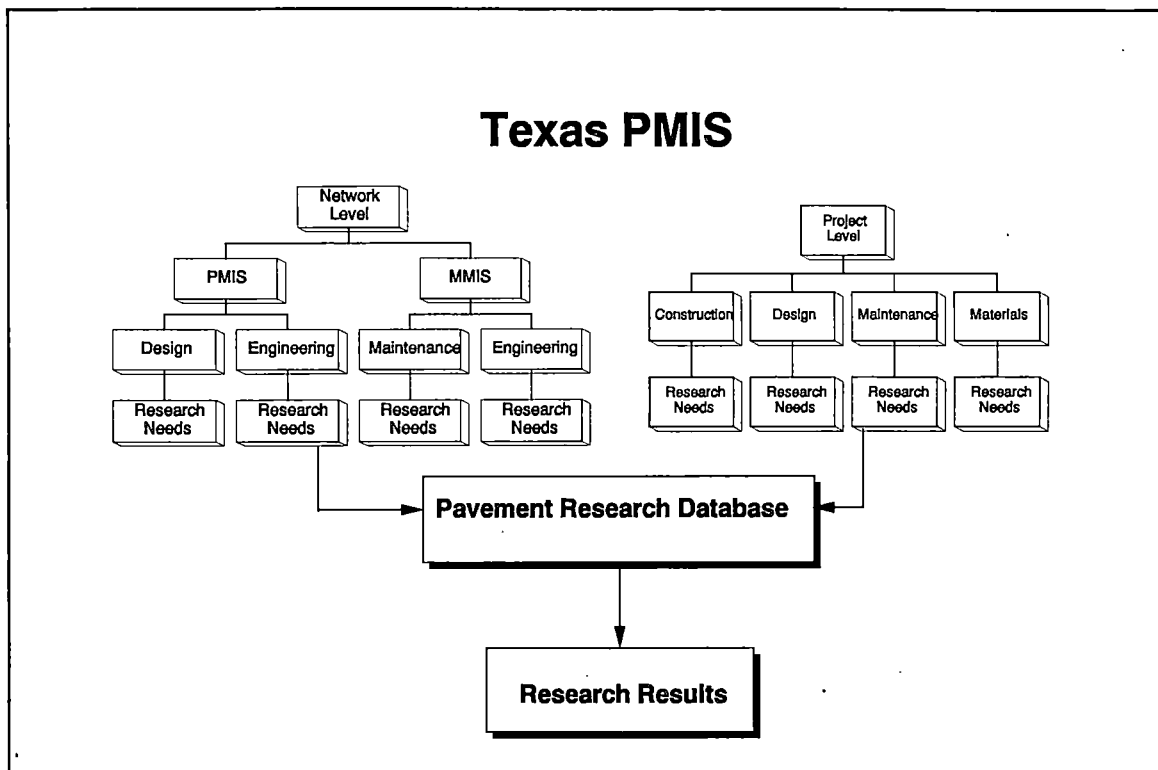 Texas PMIS
Network
Level
Project
Level
PMIS
MMIS
Construction
Design
Maintenance
Materials
Design
Engineering
Maintenance
Engineering
Research
Needs
Research
Needs
Research
Needs
Research
Needs
Research
Needs
Research
Needs
Research
Needs
Research
Needs
Pavement Research Database
Research Results